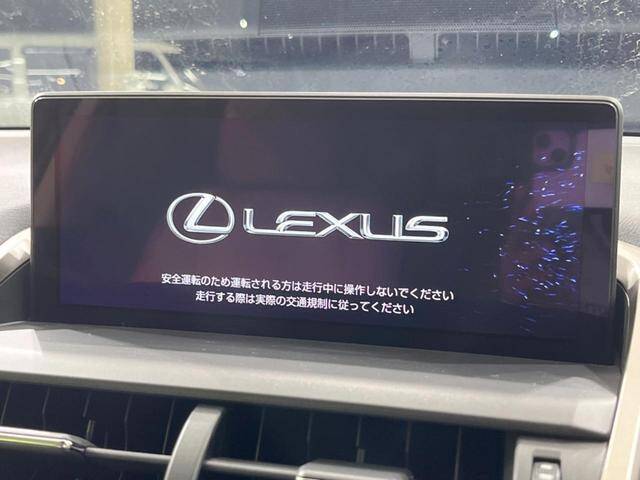 LEXUS
安全運転のため運転される方は走行中に操作しないでください
走行する際は実際の交通規制に従ってください